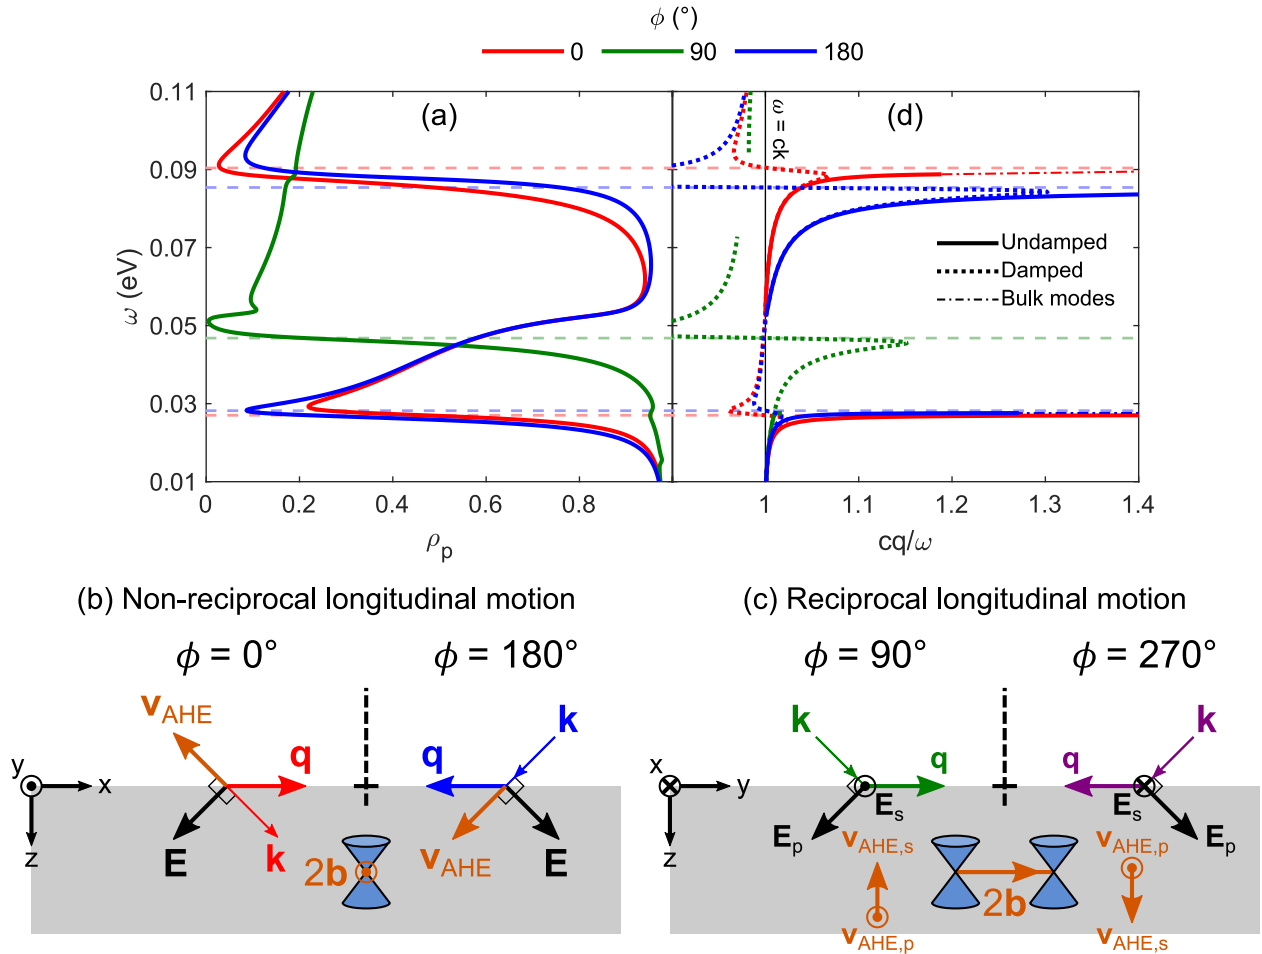 ϕ (°)
0 90 180
(a) (d)
ω = ck
0.11
0.09
0.07
0.05
0.03
0.01
ω (eV)
Undamped
Damped
Bulk modes
0 0.2 0.4 0.6 0.8 1 1.1 1.2 1.3 1.4
ρp cq/ω
(b) Non-reciprocal longitudinal motion
ϕ = 0° ϕ = 180°
vAHE
q q k
y x
z
E k vAHE E
2b
(c) Reciprocal longitudinal motion
ϕ = 90° ϕ = 270°
k k
q q
x y
z
Es Es
Ep Ep
vAHE,s vAHE,p
2b
vAHE,p vAHE,s